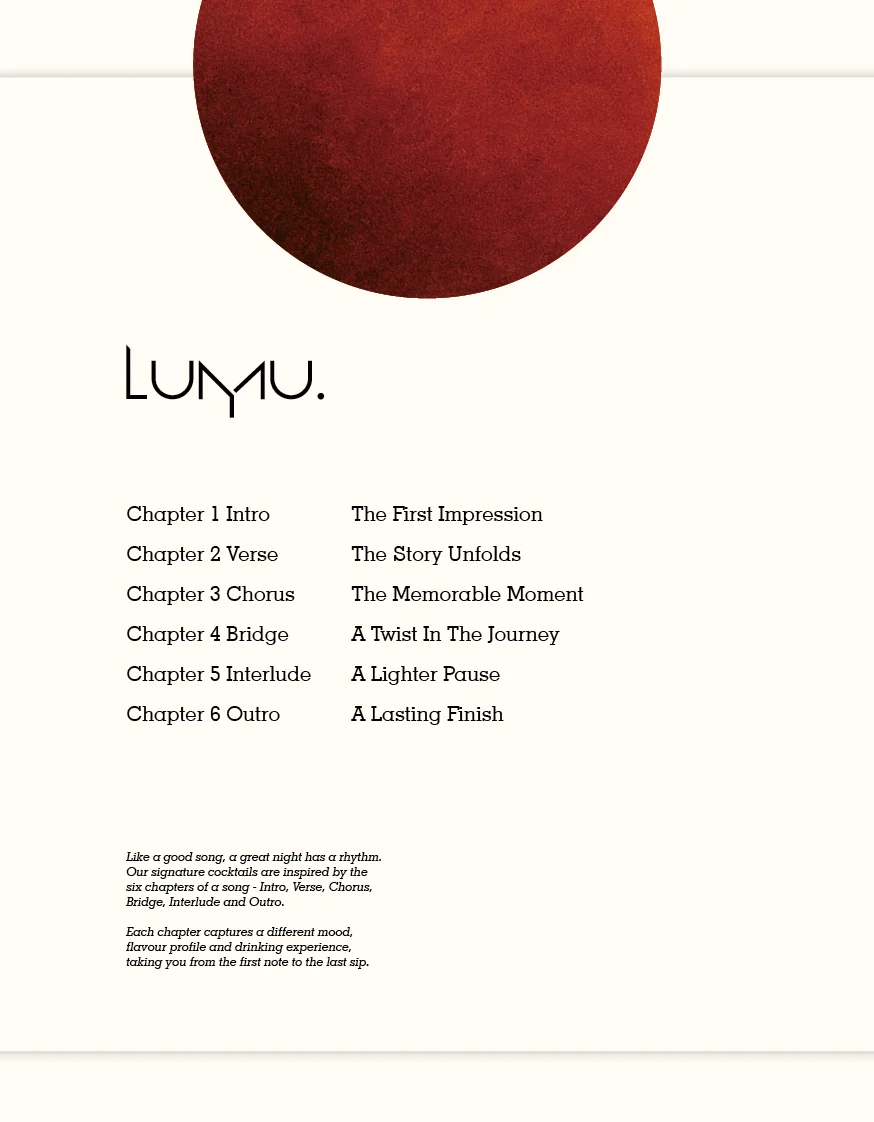 LUMU.
Chapter 1 Intro The First Impression
Chapter 2 Verse The Story Unfolds
Chapter 3 Chorus The Memorable Moment
Chapter 4 Bridge A Twist In The Journey
Chapter 5 Interlude A Lighter Pause
Chapter 6 Outro A Lasting Finish
Like a good song, a great night has a rhythm.
Our signature cocktails are inspired by the
six chapters of a song - Intro, Verse, Chorus,
Bridge, Interlude and Outro.
Each chapter captures a different mood,
flavour profile and drinking experience,
taking you from the first note to the last sip.